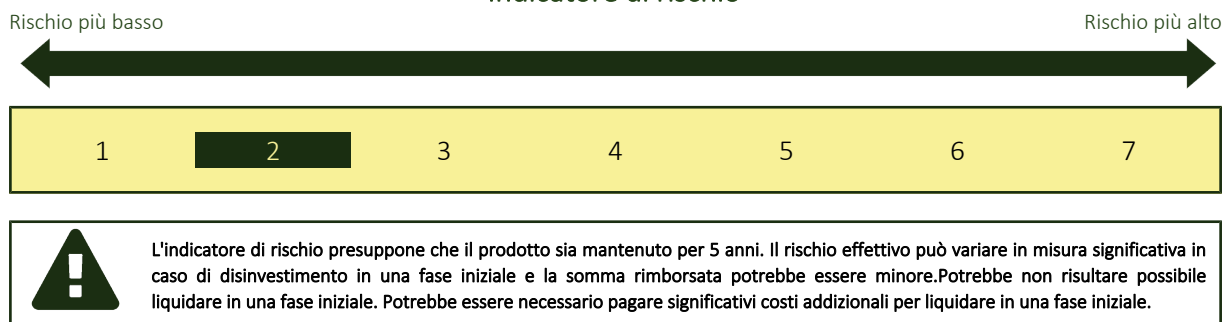 Indicatore di rischio
Rischio più basso
Rischio più alto
1 2 3 4 5 6 7
L'indicatore di rischio presuppone che il prodotto sia mantenuto per 5 anni. Il rischio effettivo può variare in misura significativa in
caso di disinvestimento in una fase iniziale e la somma rimborsata potrebbe essere minore.Potrebbe non risultare possibile
liquidare in una fase iniziale. Potrebbe essere necessario pagare significativi costi addizionali per liquidare in una fase iniziale.